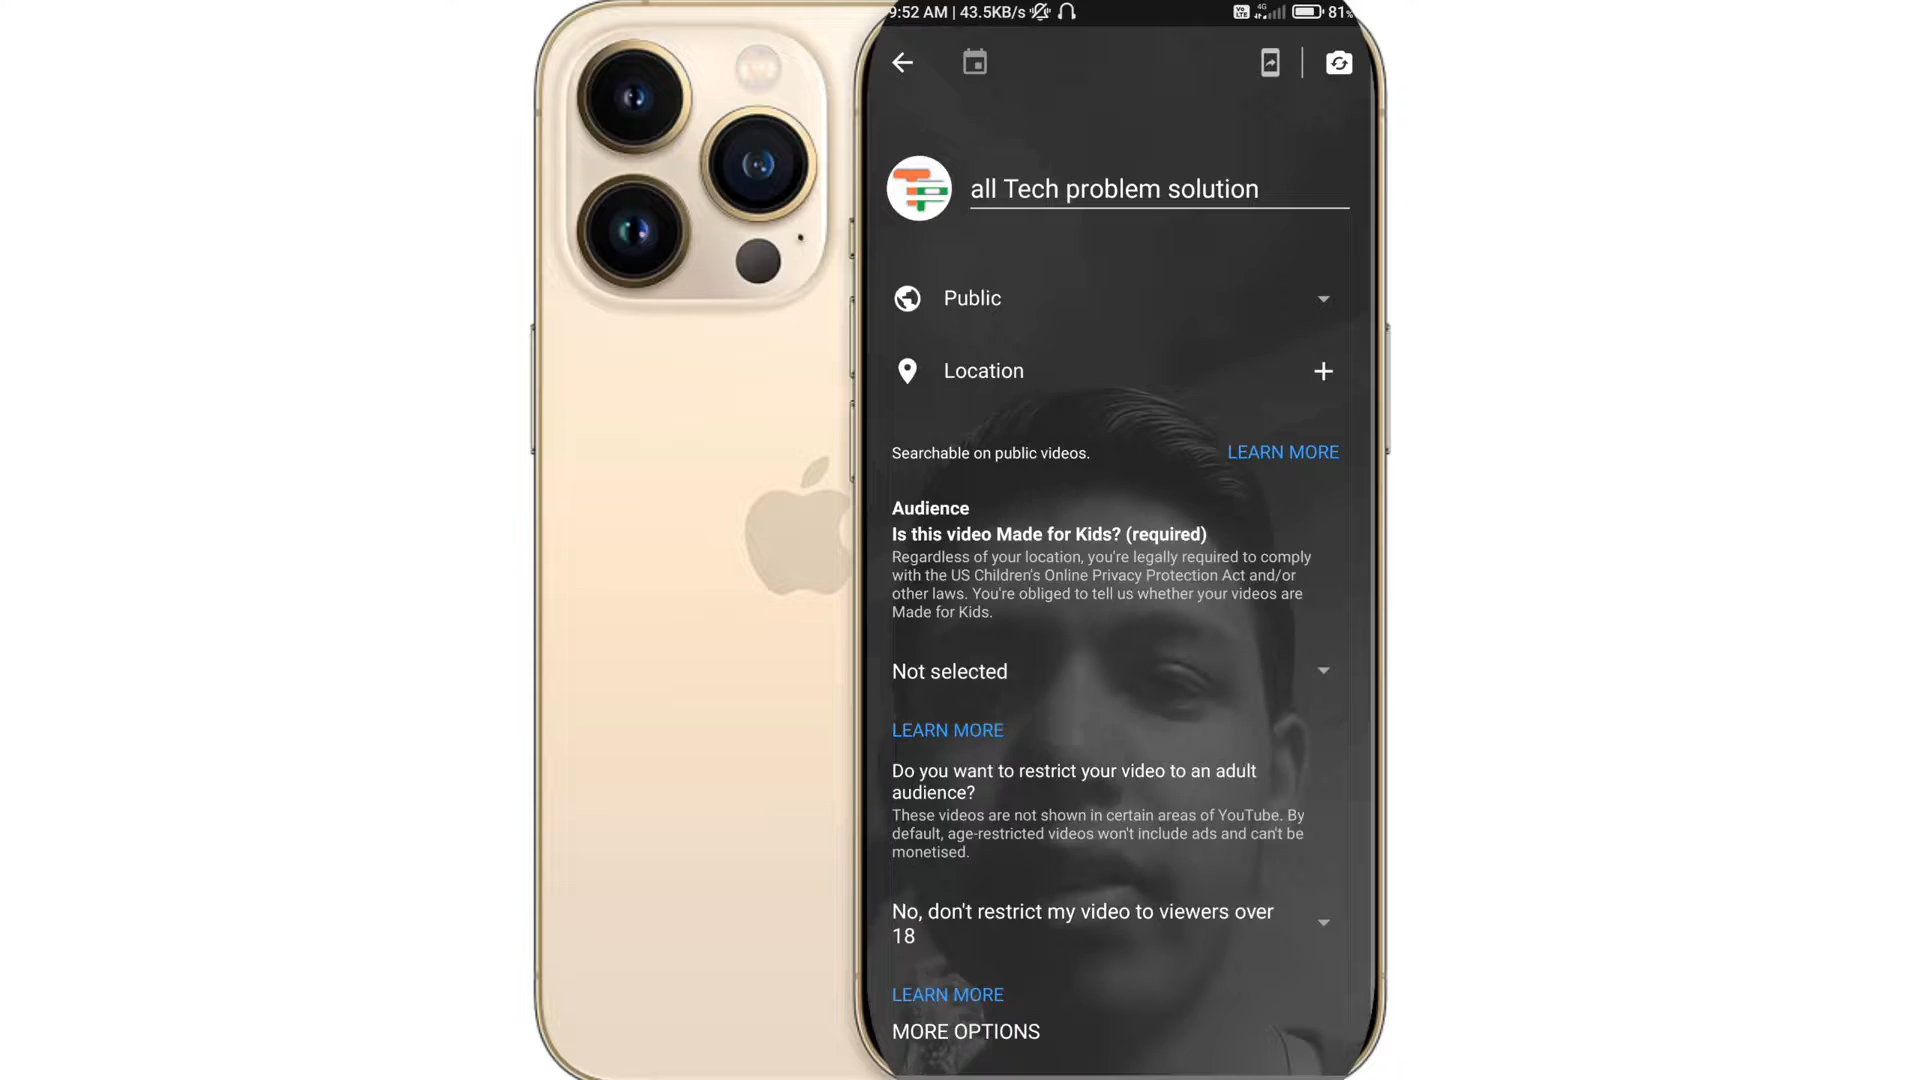 9:52 AM | 43.5KB/s
Vo LTE 4G 81%
all Tech problem solution
Public
Location
Searchable on public videos.
LEARN MORE
Audience
Is this video Made for Kids? (required)
Regardless of your location, you're legally required to comply
with the US Children's Online Privacy Protection Act and/or
other laws. You're obliged to tell us whether your videos are
Made for Kids.
Not selected
LEARN MORE
Do you want to restrict your video to an adult
audience?
These videos are not shown in certain areas of YouTube. By
default, age-restricted videos won't include ads and can't be
monetised.
No, don't restrict my video to viewers over
18
LEARN MORE
MORE OPTIONS